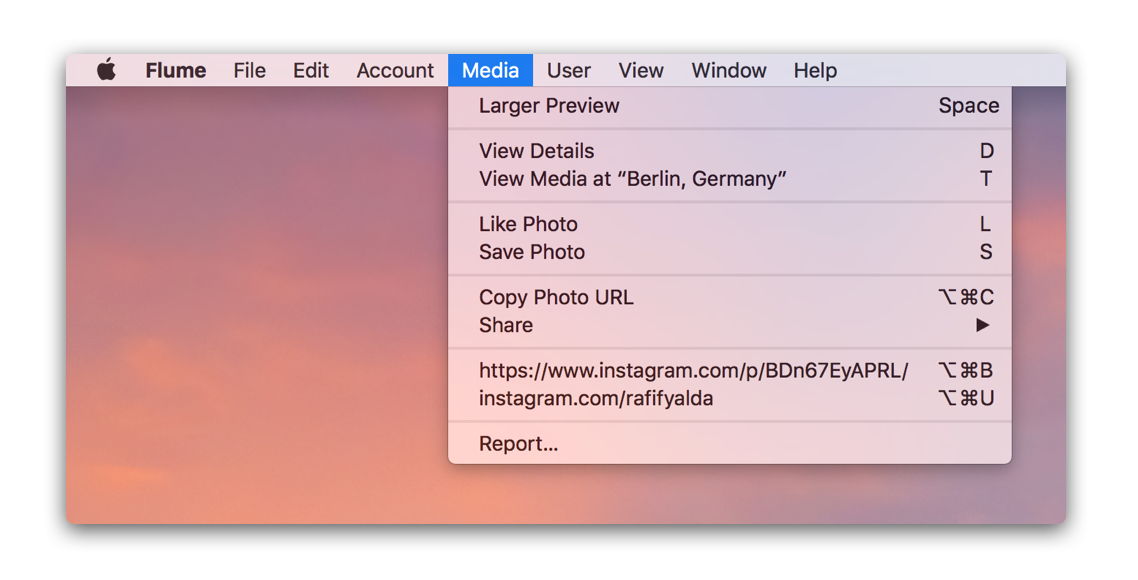 Flume File Edit Account Media User View Window Help
Larger Preview Space
View Details D
View Media at “Berlin, Germany” T
Like Photo L
Save Photo S
Copy Photo URL ⌥⌘C
Share ▶
https://www.instagram.com/p/BDn67EyAPRL/ ⌥⌘B
instagram.com/rafifyalda ⌥⌘U
Report...